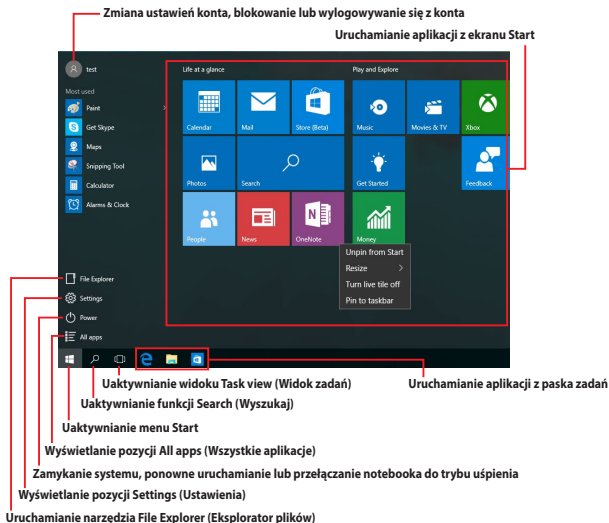 Zmiana ustawień konta, blokowanie lub wylogowywanie się z konta
Uruchamianie aplikacji z ekranu Start
test
Life at a glance
Play and Explore
Most used
Paint
Get Skype
Maps
Snipping Tool
Calculator
Alarms & Clock
Calendar
Mail
Store (Beta)
Music
Movies & TV
Xbox
Photos
Search
Get Started
Feedback
People
News
OneNote
Money
Unpin from Start
Resize
Turn live tile off
Pin to taskbar
File Explorer
Settings
Power
All apps
Uaktywnianie widoku Task view (Widok zadań)
Uruchamianie aplikacji z paska zadań
Uaktywnianie funkcji Search (Wyszukaj)
Uaktywnianie menu Start
Wyświetlanie pozycji All apps (Wszystkie aplikacje)
Zamykanie systemu, ponowne uruchamianie lub przełączanie notebooka do trybu uśpienia
Wyświetlanie pozycji Settings (Ustawienia)
Uruchamianie narzędzia File Explorer (Eksplorator plików)